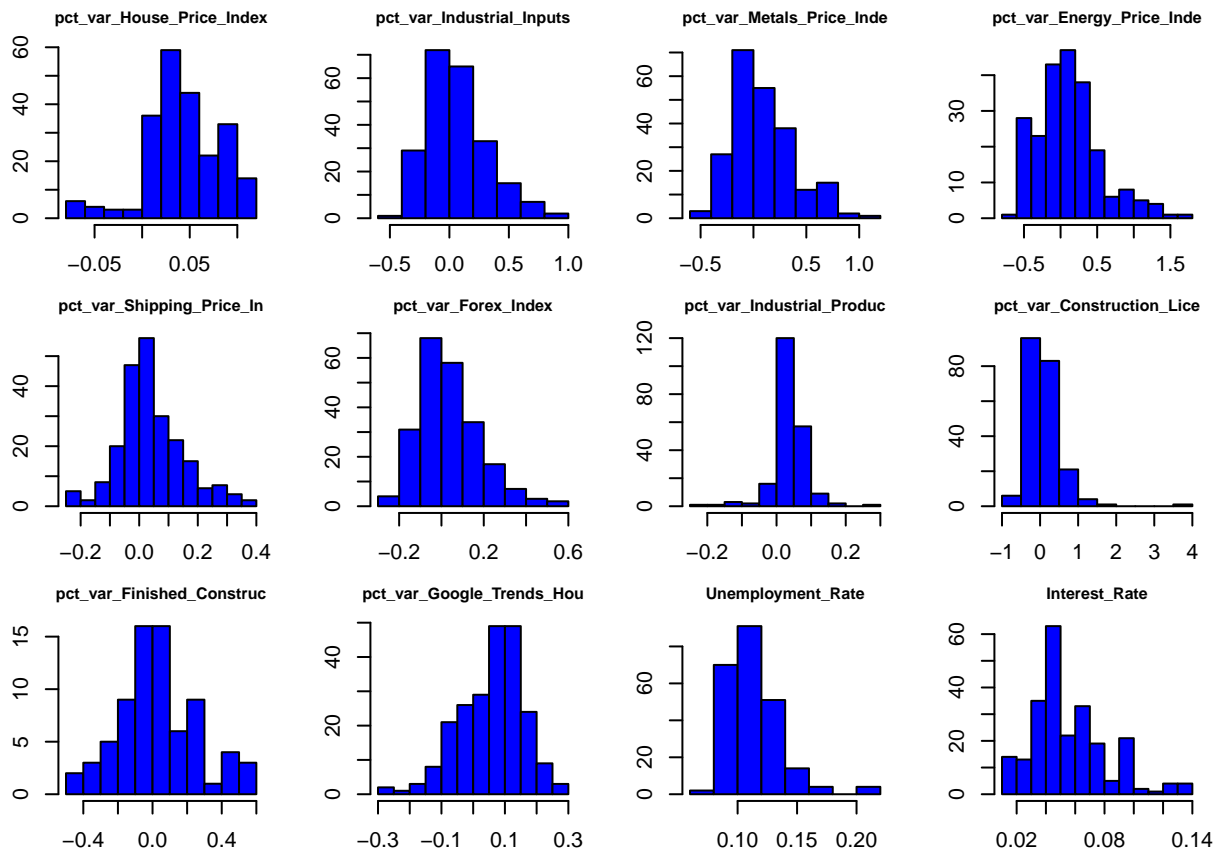 pct_var_House_Price_Index
0 20 40 60
−0.05 0.05
pct_var_Industrial_Inputs
0 20 40 60
−0.5 0.0 0.5 1.0
pct_var_Metals_Price_Inde
0 20 40 60
−0.5 0.5 1.0
pct_var_Energy_Price_Inde
0 10 30
−0.5 0.5 1.5
pct_var_Shipping_Price_In
0 20 40
−0.2 0.0 0.2 0.4
pct_var_Forex_Index
0 20 40 60
−0.2 0.2 0.6
pct_var_Industrial_Produc
0 40 80 120
−0.2 0.0 0.2
pct_var_Construction_Lice
0 40 80
−1 0 1 2 3 4
pct_var_Finished_Construc
0 5 10 15
−0.4 0.0 0.4
pct_var_Google_Trends_Hou
0 20 40
−0.3 −0.1 0.1 0.3
Unemployment_Rate
0 20 60
0.10 0.15 0.20
Interest_Rate
0 20 40 60
0.02 0.08 0.14